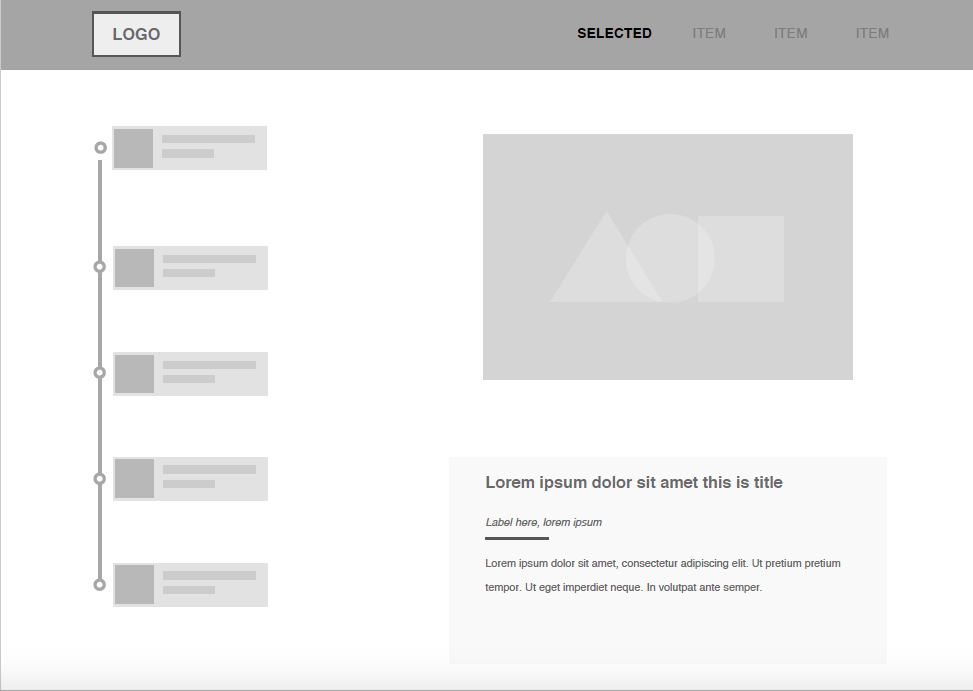 LOGO
SELECTED ITEM ITEM ITEM
Lorem ipsum dolor sit amet this is title
Label here, lorem ipsum
Lorem ipsum dolor sit amet, consectetur adipiscing elit. Ut pretium pretium
tempor. Ut eget imperdiet neque. In volutpat ante semper.